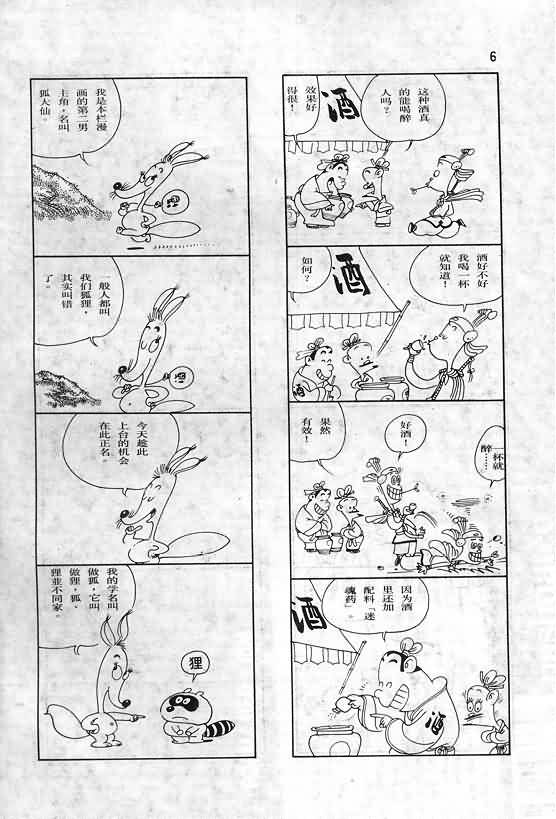 6
这种酒真
的能喝醉
人吗？
效果好
得很！
酒
酒好不好
我喝一杯
就知道！
如何？
酒
一杯就
醉……
好酒！
果然
有效！
因为酒
里还加
配料「迷
魂药」。
酒
酒
我是本栏漫
画的第二男
主角，名叫
狐大仙。
一般人都叫
我们狐狸，
其实叫错
了。
今天趁此
上台的机会
在此正名。
我的学名叫
做狐，它叫
做狸，狐、
狸并不同家。
狸